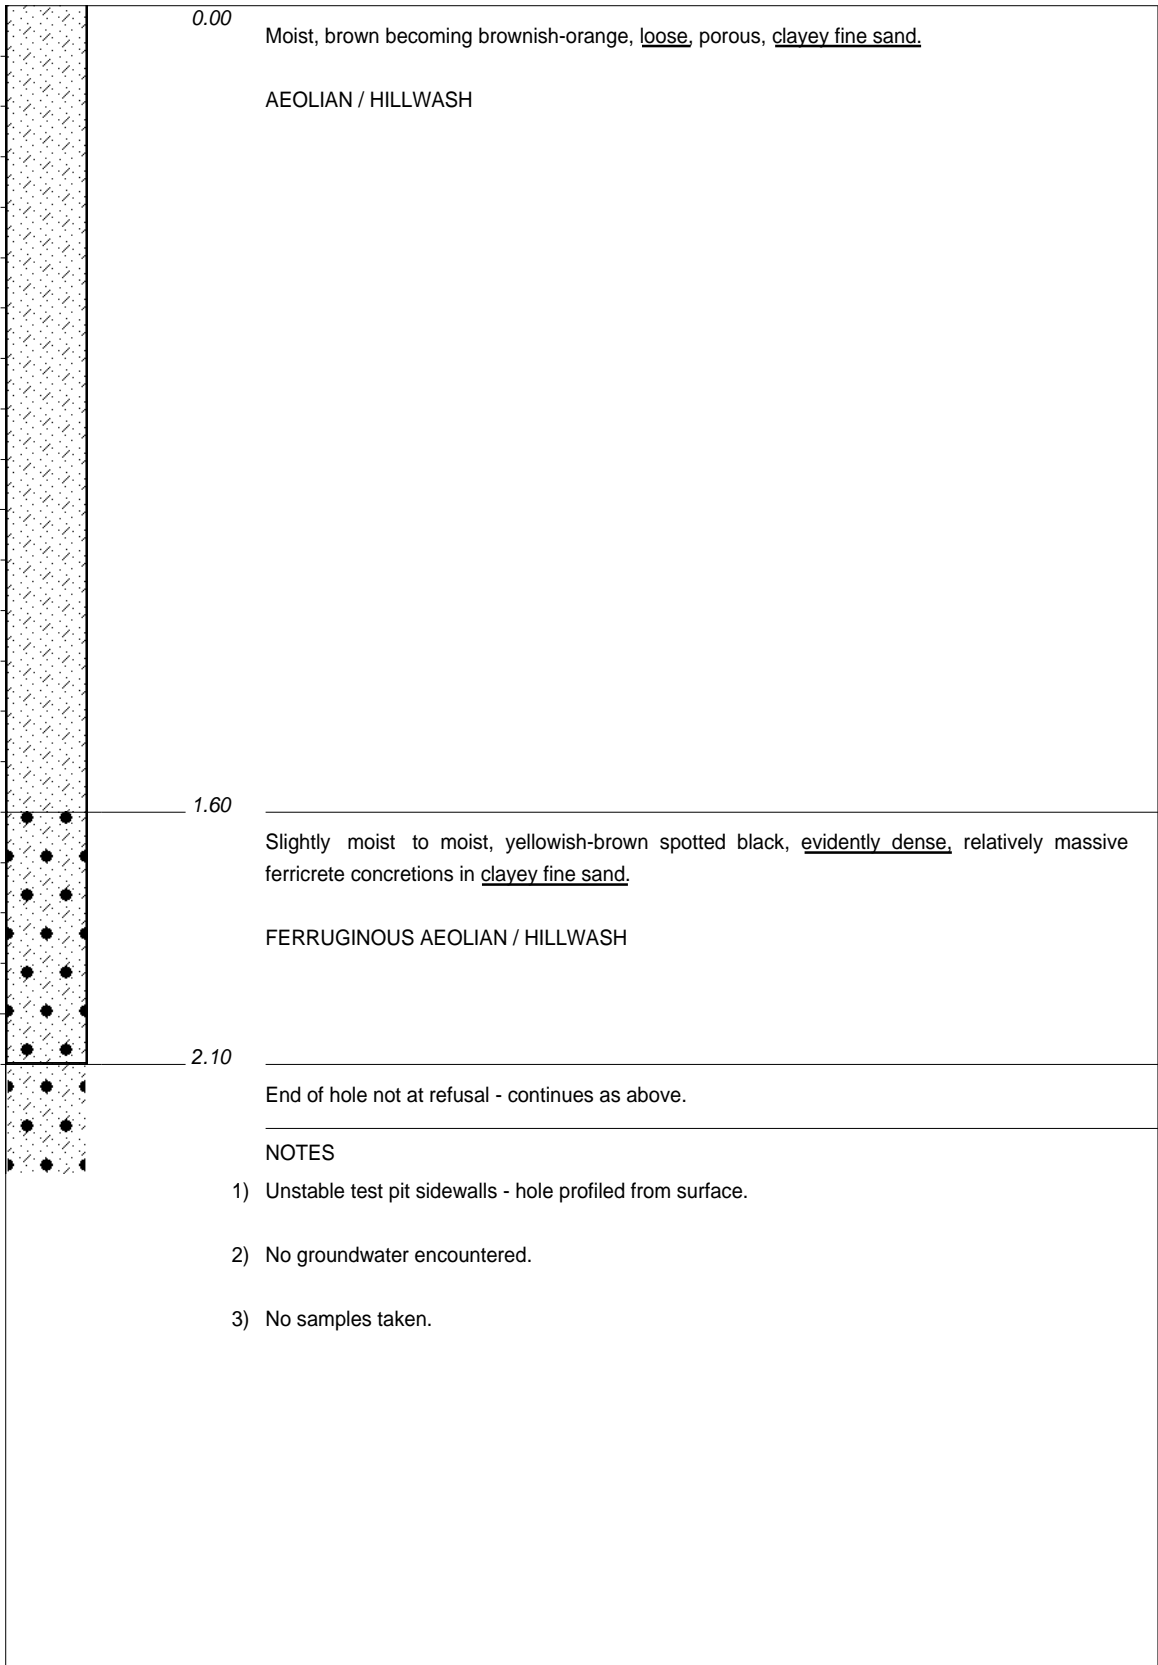 0.00
Moist, brown becoming brownish-orange, loose, porous, clayey fine sand.
AEOLIAN / HILLWASH
1.60
Slightly moist to moist, yellowish-brown spotted black, evidently dense, relatively massive
ferricrete concretions in clayey fine sand.
FERRUGINOUS AEOLIAN / HILLWASH
2.10
End of hole not at refusal - continues as above.
NOTES
1) Unstable test pit sidewalls - hole profiled from surface.
2) No groundwater encountered.
3) No samples taken.